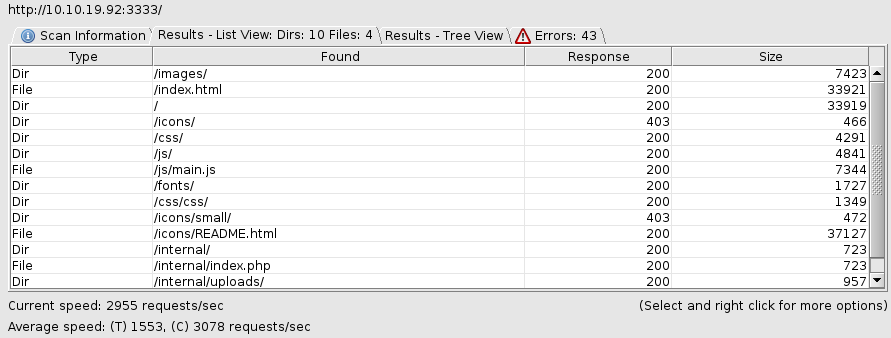 http://10.10.19.92:3333/
Scan Information Results - List View: Dirs: 10 Files: 4 Results - Tree View Errors: 43
Type Found Response Size
Dir /images/ 200 7423
File /index.html 200 33921
Dir / 200 33919
Dir /icons/ 403 466
Dir /css/ 200 4291
Dir /js/ 200 4841
File /js/main.js 200 7344
Dir /fonts/ 200 1727
Dir /css/css/ 200 1349
Dir /icons/small/ 403 472
File /icons/README.html 200 37127
Dir /internal/ 200 723
File /internal/index.php 200 723
Dir /internal/uploads/ 200 957
Current speed: 2955 requests/sec (Select and right click for more options)
Average speed: (T) 1553, (C) 3078 requests/sec